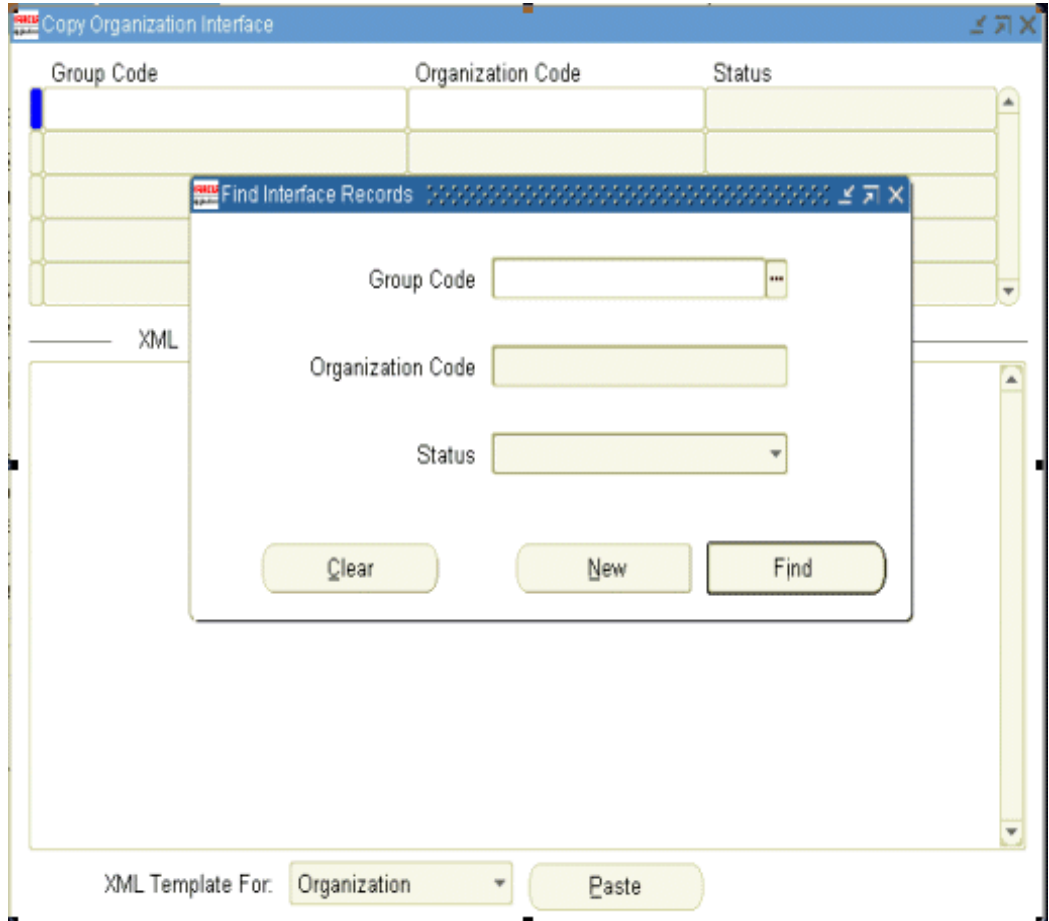 Copy Organization Interface
Group Code Organization Code Status
Find Interface Records
Group Code
XML
Organization Code
Status
Clear New Find
XML Template For: Organization Paste